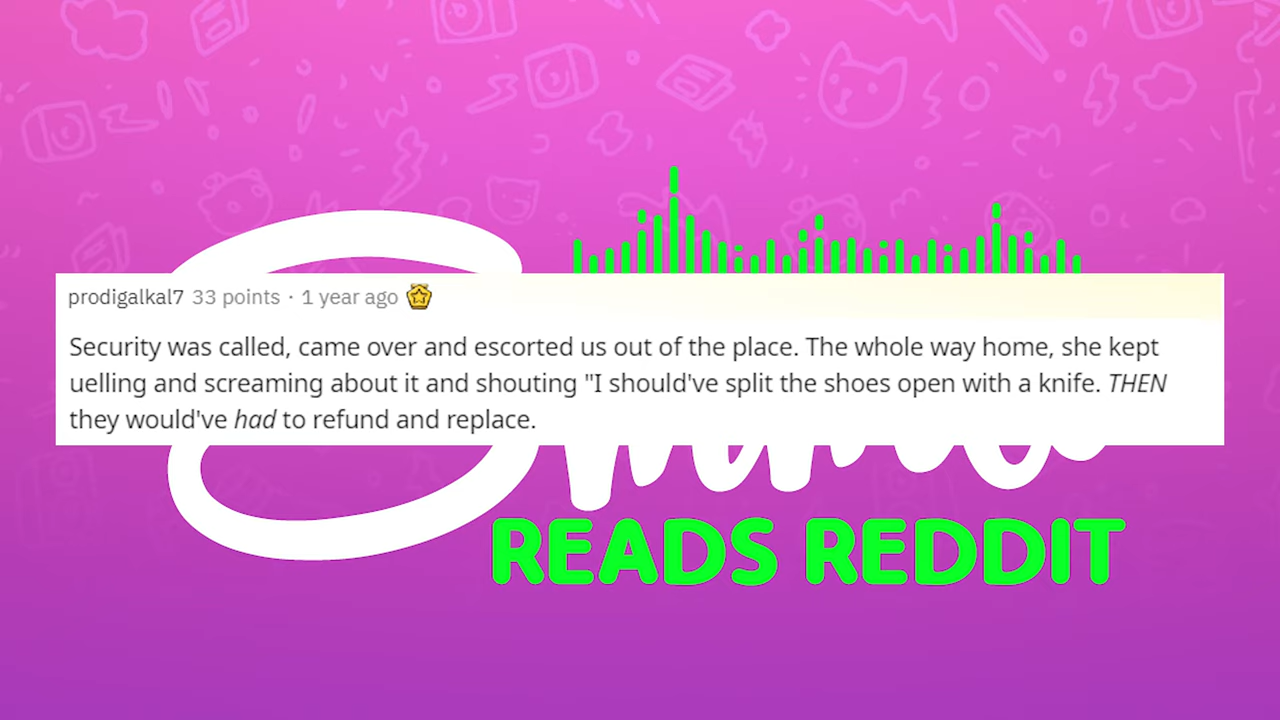 prodigalkal7 33 points · 1 year ago
Security was called, came over and escorted us out of the place. The whole way home, she kept
uelling and screaming about it and shouting "I should've split the shoes open with a knife. THEN
they would've had to refund and replace.
READS REDDIT